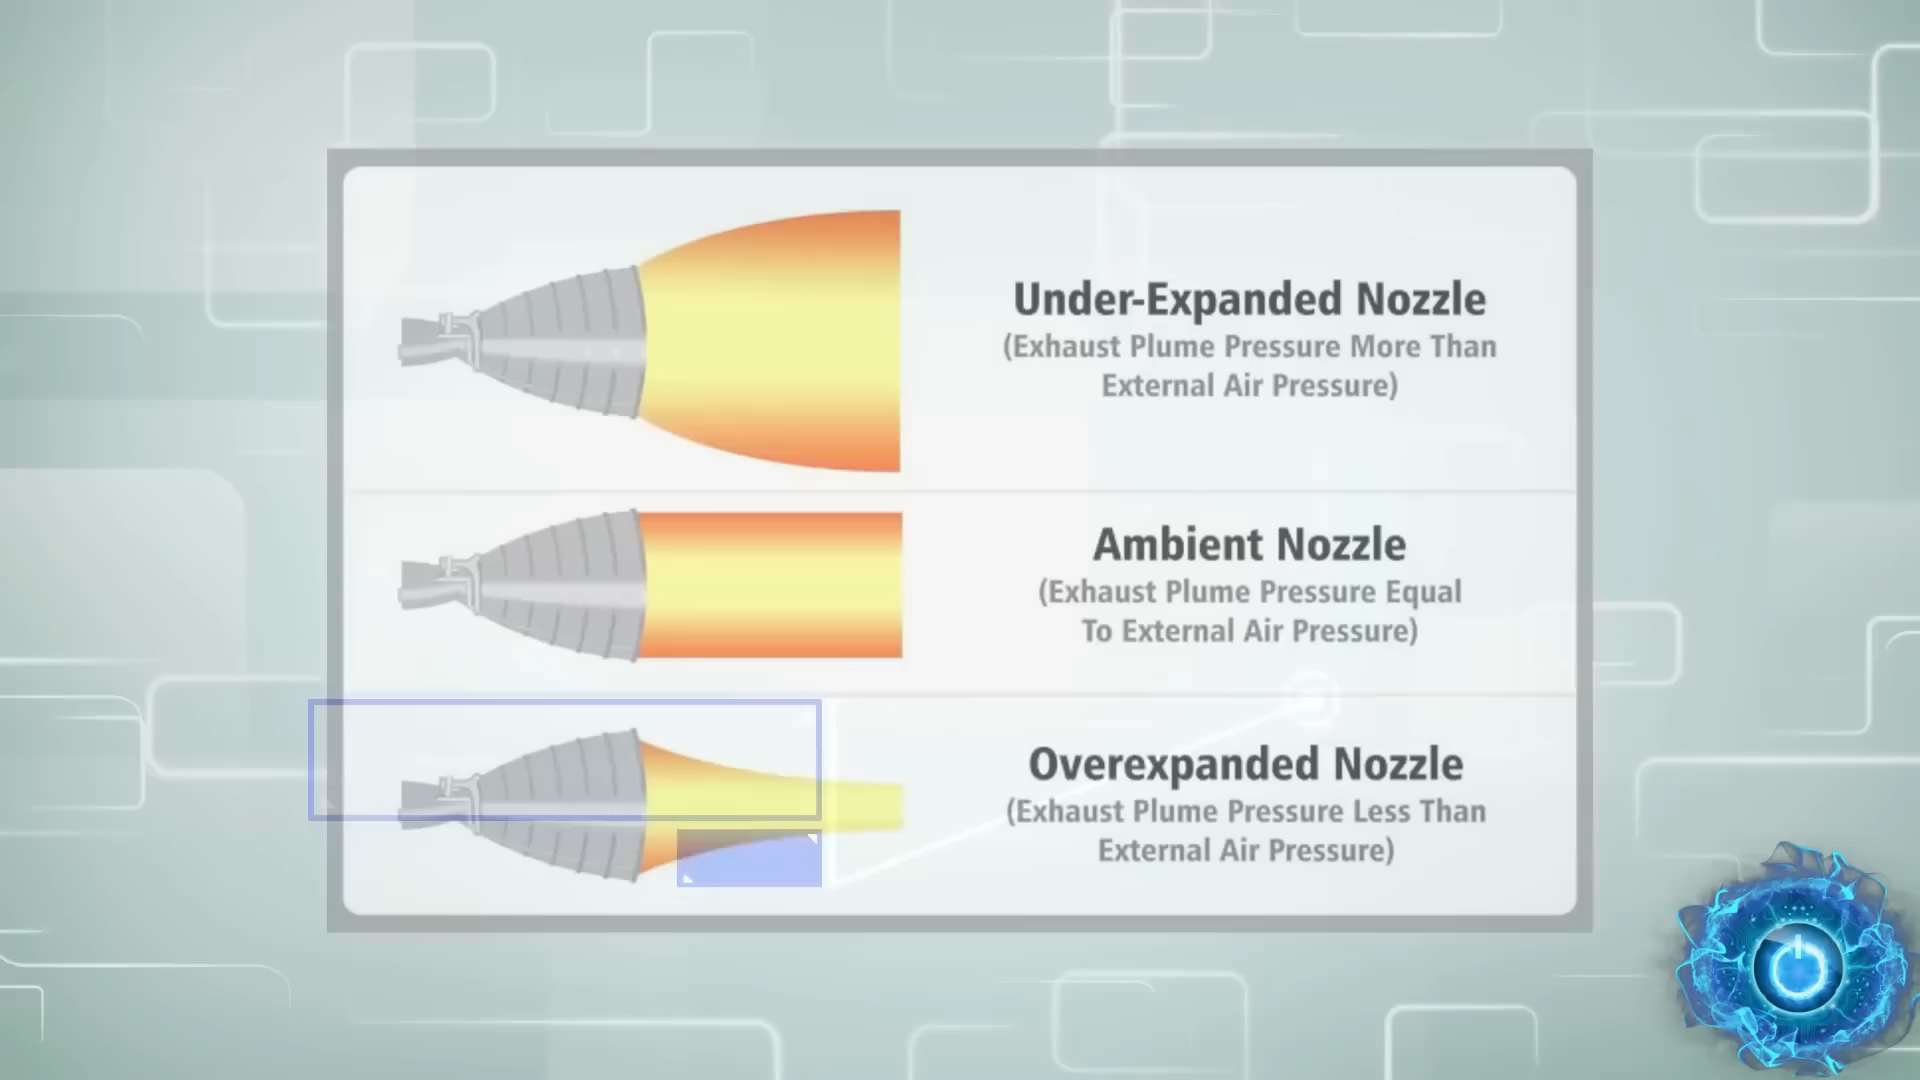 Under-Expanded Nozzle
(Exhaust Plume Pressure More Than
External Air Pressure)
Ambient Nozzle
(Exhaust Plume Pressure Equal
To External Air Pressure)
Overexpanded Nozzle
(Exhaust Plume Pressure Less Than
External Air Pressure)